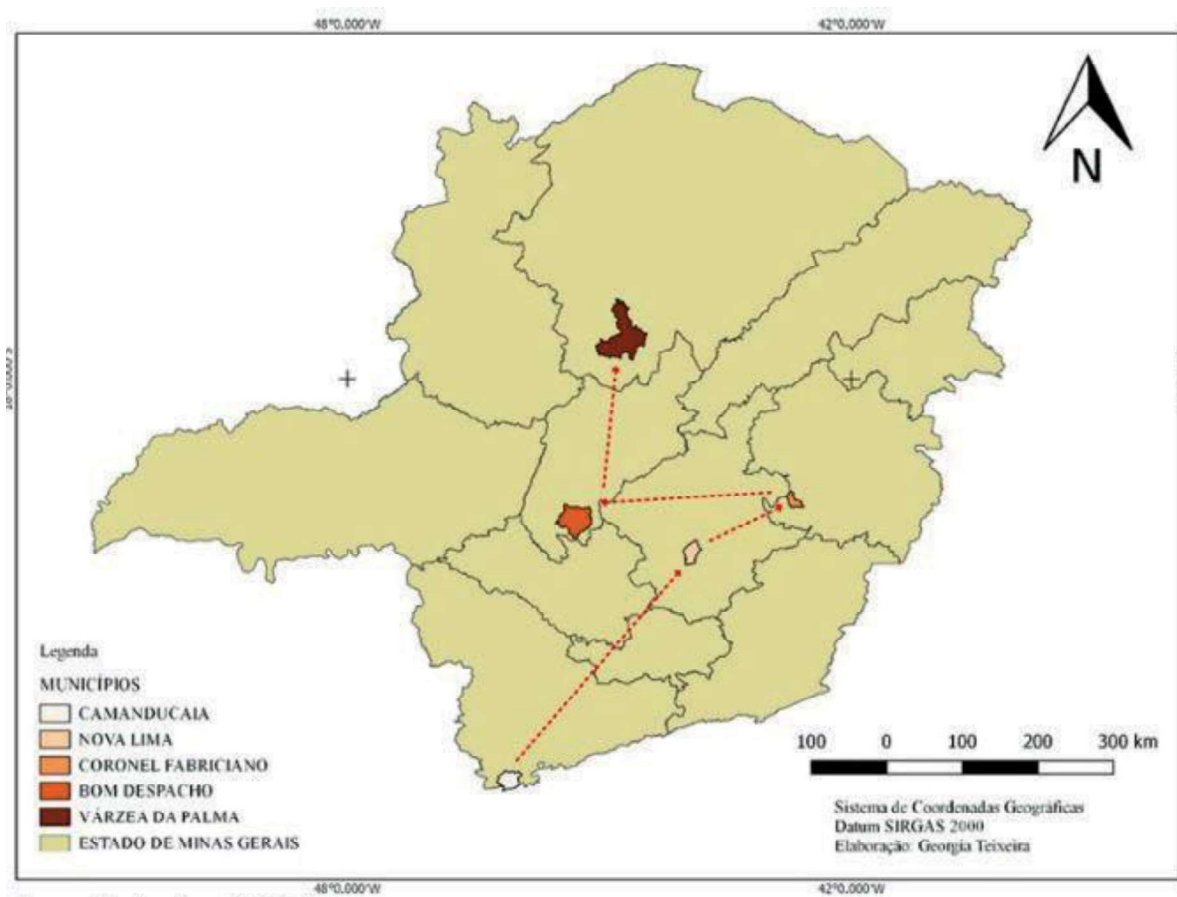 48°0.000'W 42°0.000'W
N
Legenda
MUNICÍPIOS
CAMANDUCAIA
NOVA LIMA
CORONEL FABRICIANO
BOM DESPACHO
VÁRZEA DA PALMA
ESTADO DE MINAS GERAIS
100 0 100 200 300 km
Sistema de Coordenadas Geográficas
Datum SIRGAS 2000
Elaboração: Georgia Teixeira
48°0.000'W 42°0.000'W